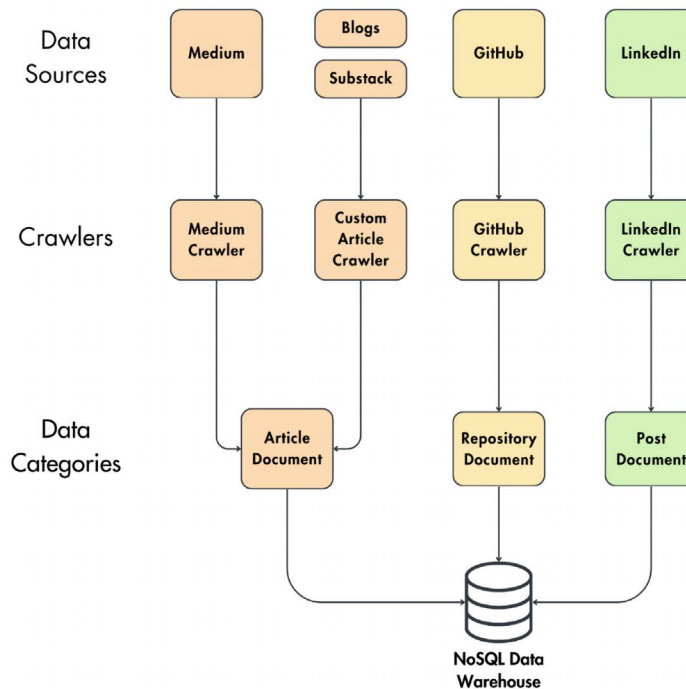 Data
Sources
Medium
Blogs
Substack
GitHub
LinkedIn
Crawlers
Medium
Crawler
Custom
Article
Crawler
GitHub
Crawler
LinkedIn
Crawler
Data
Categories
Article
Document
Repository
Document
Post
Document
NoSQL Data
Warehouse